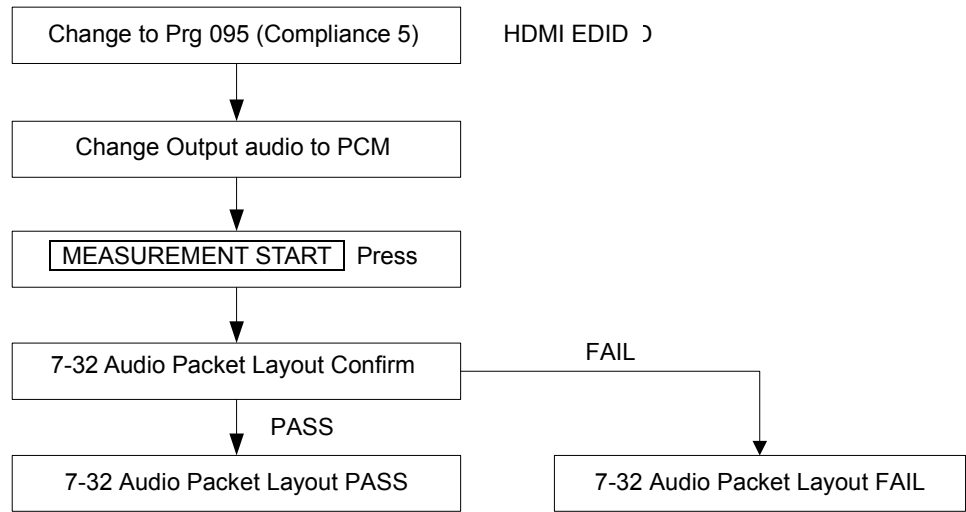 Change to Prg 095 (Compliance 5)
HDMI EDID
Change Output audio to PCM
MEASUREMENT START Press
7-32 Audio Packet Layout Confirm
FAIL
PASS
7-32 Audio Packet Layout PASS
7-32 Audio Packet Layout FAIL